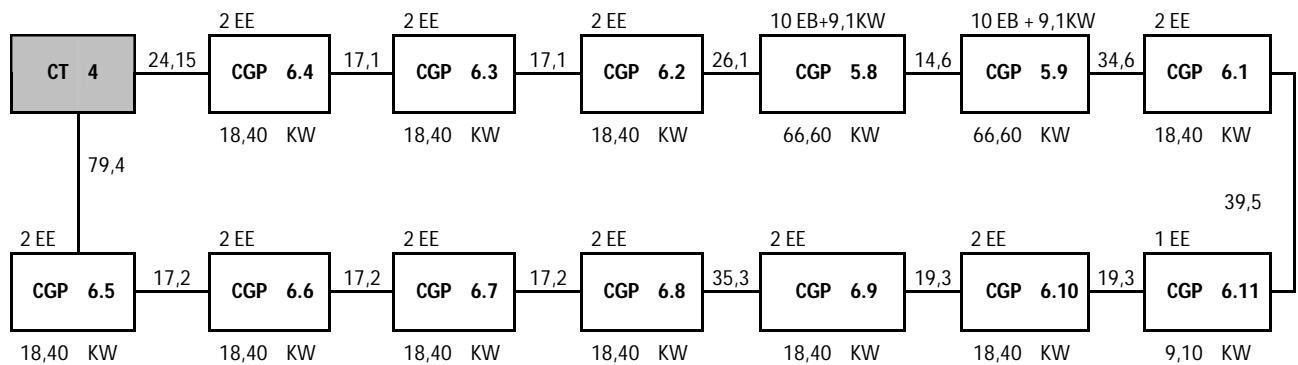 2 EE 2 EE 2 EE 10 EB+9,1KW 10 EB + 9,1KW 2 EE
CT 4 24,15 CGP 6.4 17,1 CGP 6.3 17,1 CGP 6.2 26,1 CGP 5.8 14,6 CGP 5.9 34,6 CGP 6.1
18,40 KW 18,40 KW 18,40 KW 66,60 KW 66,60 KW 18,40 KW
79,4
39,5
2 EE 2 EE 2 EE 2 EE 2 EE 2 EE 1 EE
CGP 6.5 17,2 CGP 6.6 17,2 CGP 6.7 17,2 CGP 6.8 35,3 CGP 6.9 19,3 CGP 6.10 19,3 CGP 6.11
18,40 KW 18,40 KW 18,40 KW 18,40 KW 18,40 KW 18,40 KW 9,10 KW